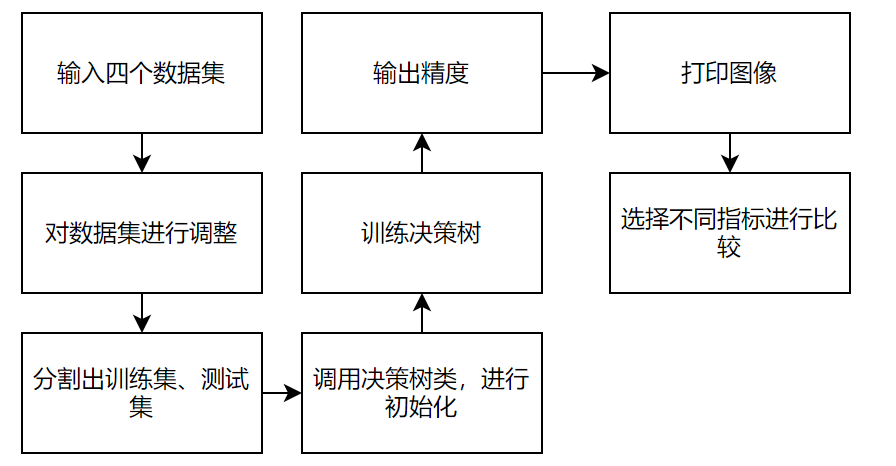 输入四个数据集
对数据集进行调整
分割出训练集、测试
集
调用决策树类，进行
初始化
训练决策树
输出精度
打印图像
选择不同指标进行比
较